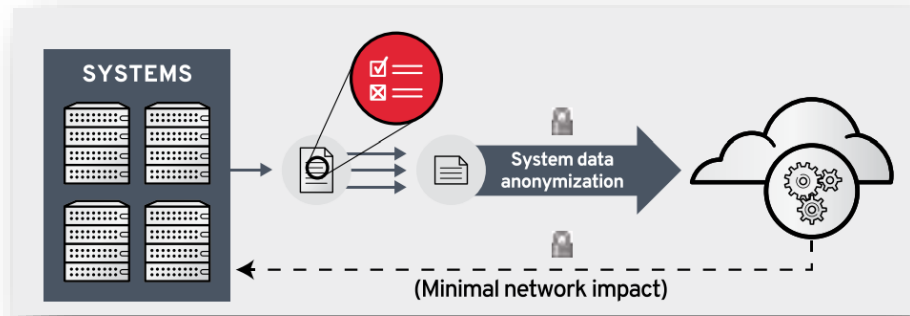 SYSTEMS
System data
anonymization
(Minimal network impact)